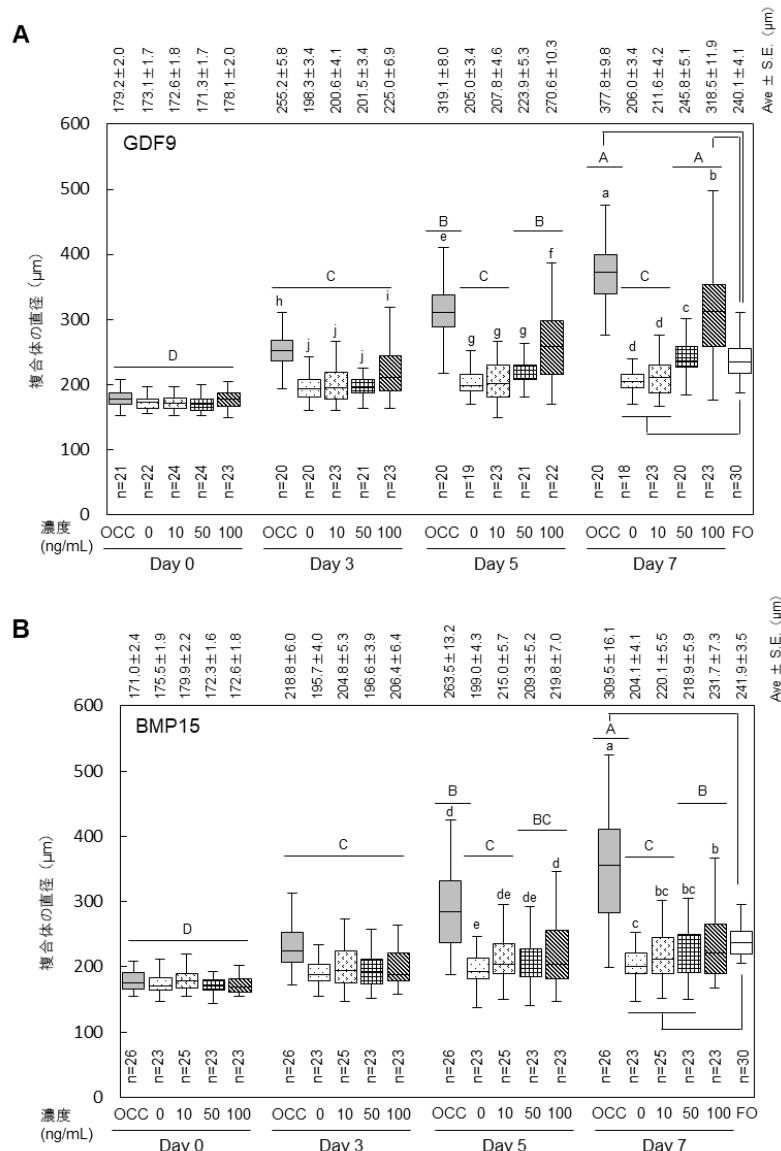 A
179.2±2.0 173.1±1.7 172.6±1.8 171.3±1.7 178.1±2.0 255.2±5.8 198.3±3.4 200.6±4.1 201.5±3.4 225.0±6.9 319.1±8.0 205.0±3.4 207.8±4.6 223.9±5.3 270.6±10.3 377.8±9.8 206.0±3.4 211.6±4.2 245.8±5.1 318.5±11.9 240.1±4.1 Ave ± S.E. (μm)
600
GDF9
500
A A
a b
B B
e f
400
C C C
h i
j j j
g g g
d d c
300
D
200
100
複合体の直径 (μm)
n=21 n=22 n=24 n=24 n=23 n=20 n=20 n=23 n=21 n=23 n=20 n=19 n=23 n=21 n=22 n=20 n=18 n=23 n=20 n=23 n=30
0
濃度 OCC 0 10 50 100 OCC 0 10 50 100 OCC 0 10 50 100 OCC 0 10 50 100 FO
(ng/mL)
Day 0 Day 3 Day 5 Day 7
B
171.0±2.4 175.5±1.9 179.9±2.2 172.3±1.6 172.6±1.8 218.8±6.0 195.7±4.0 204.8±5.3 196.6±3.9 206.4±6.4 263.5±13.2 199.0±4.3 215.0±5.7 209.3±5.2 219.8±7.0 309.5±16.1 204.1±4.1 220.1±5.5 218.9±5.9 231.7±7.3 241.9±3.5 Ave ± S.E. (μm)
600
BMP15
A
a
500
B B
d
BC
400
C C C
d b
de de
e
bc bc
c
300
D
200
100
複合体の直径 (μm)
n=26 n=23 n=25 n=23 n=23 n=26 n=23 n=25 n=23 n=23 n=26 n=23 n=25 n=23 n=23 n=26 n=23 n=25 n=23 n=23 n=30
0
濃度 OCC 0 10 50 100 OCC 0 10 50 100 OCC 0 10 50 100 OCC 0 10 50 100 FO
(ng/mL)
Day 0 Day 3 Day 5 Day 7